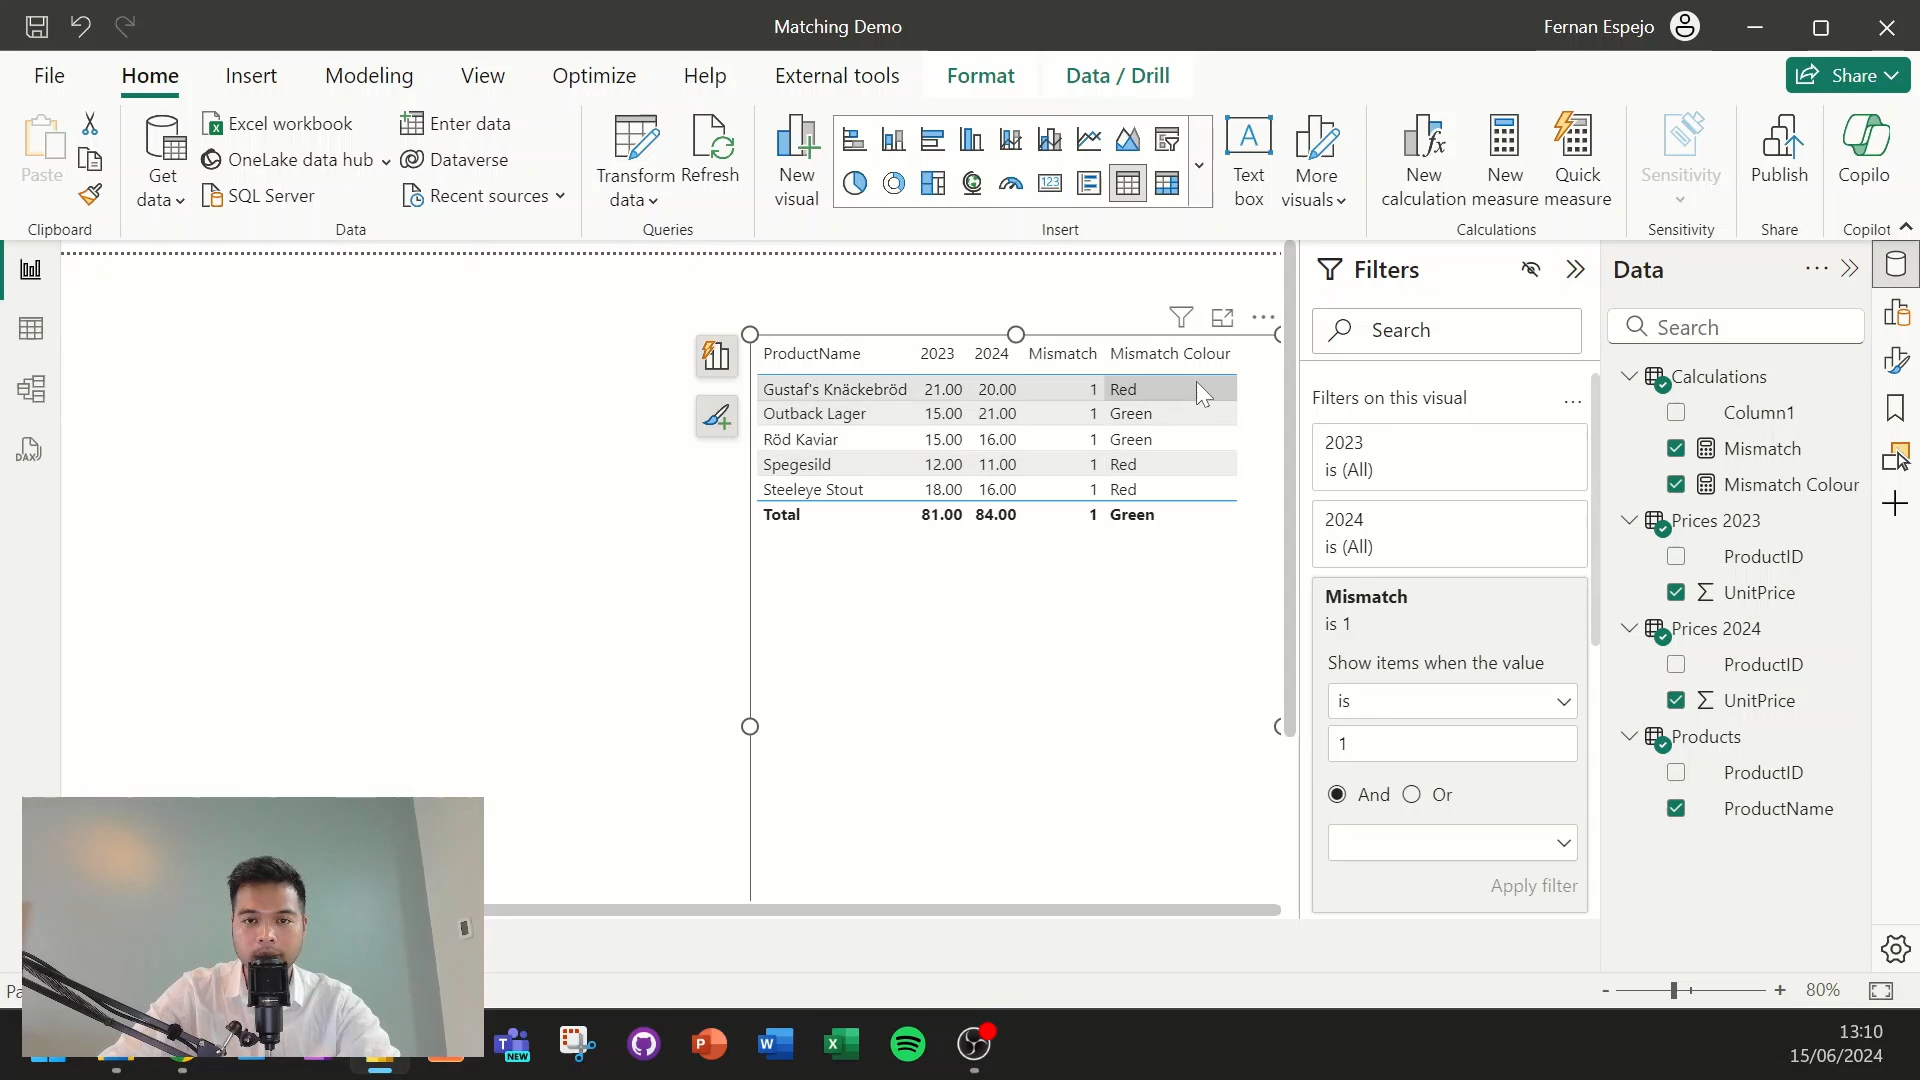 Matching Demo
Fernan Espejo
File Home Insert Modeling View Optimize Help External tools Format Data / Drill
Share
Paste
Clipboard
Get data
Excel workbook
OneLake data hub
SQL Server
Enter data
Dataverse
Recent sources
Data
Transform data
Refresh
Queries
New visual
123
Insert
A
Text box
More visuals
New calculation
New measure
Quick measure
Calculations
Sensitivity
Sensitivity
Publish
Share
Copilo
Copilot
DAX
ProductName 2023 2024 Mismatch Mismatch Colour
Gustaf's Knäckebröd 21.00 20.00 1 Red
Outback Lager 15.00 21.00 1 Green
Röd Kaviar 15.00 16.00 1 Green
Spegesild 12.00 11.00 1 Red
Steeleye Stout 18.00 16.00 1 Red
Total 81.00 84.00 1 Green
Filters
Search
Filters on this visual
2023
is (All)
2024
is (All)
Mismatch
is 1
Show items when the value
is
1
And Or
Apply filter
Data
Search
Calculations
Column1
Mismatch
Mismatch Colour
Prices 2023
ProductID
UnitPrice
Prices 2024
ProductID
UnitPrice
Products
ProductID
ProductName
Pa
- + 80%
NEW
P
W
X
13:10
15/06/2024